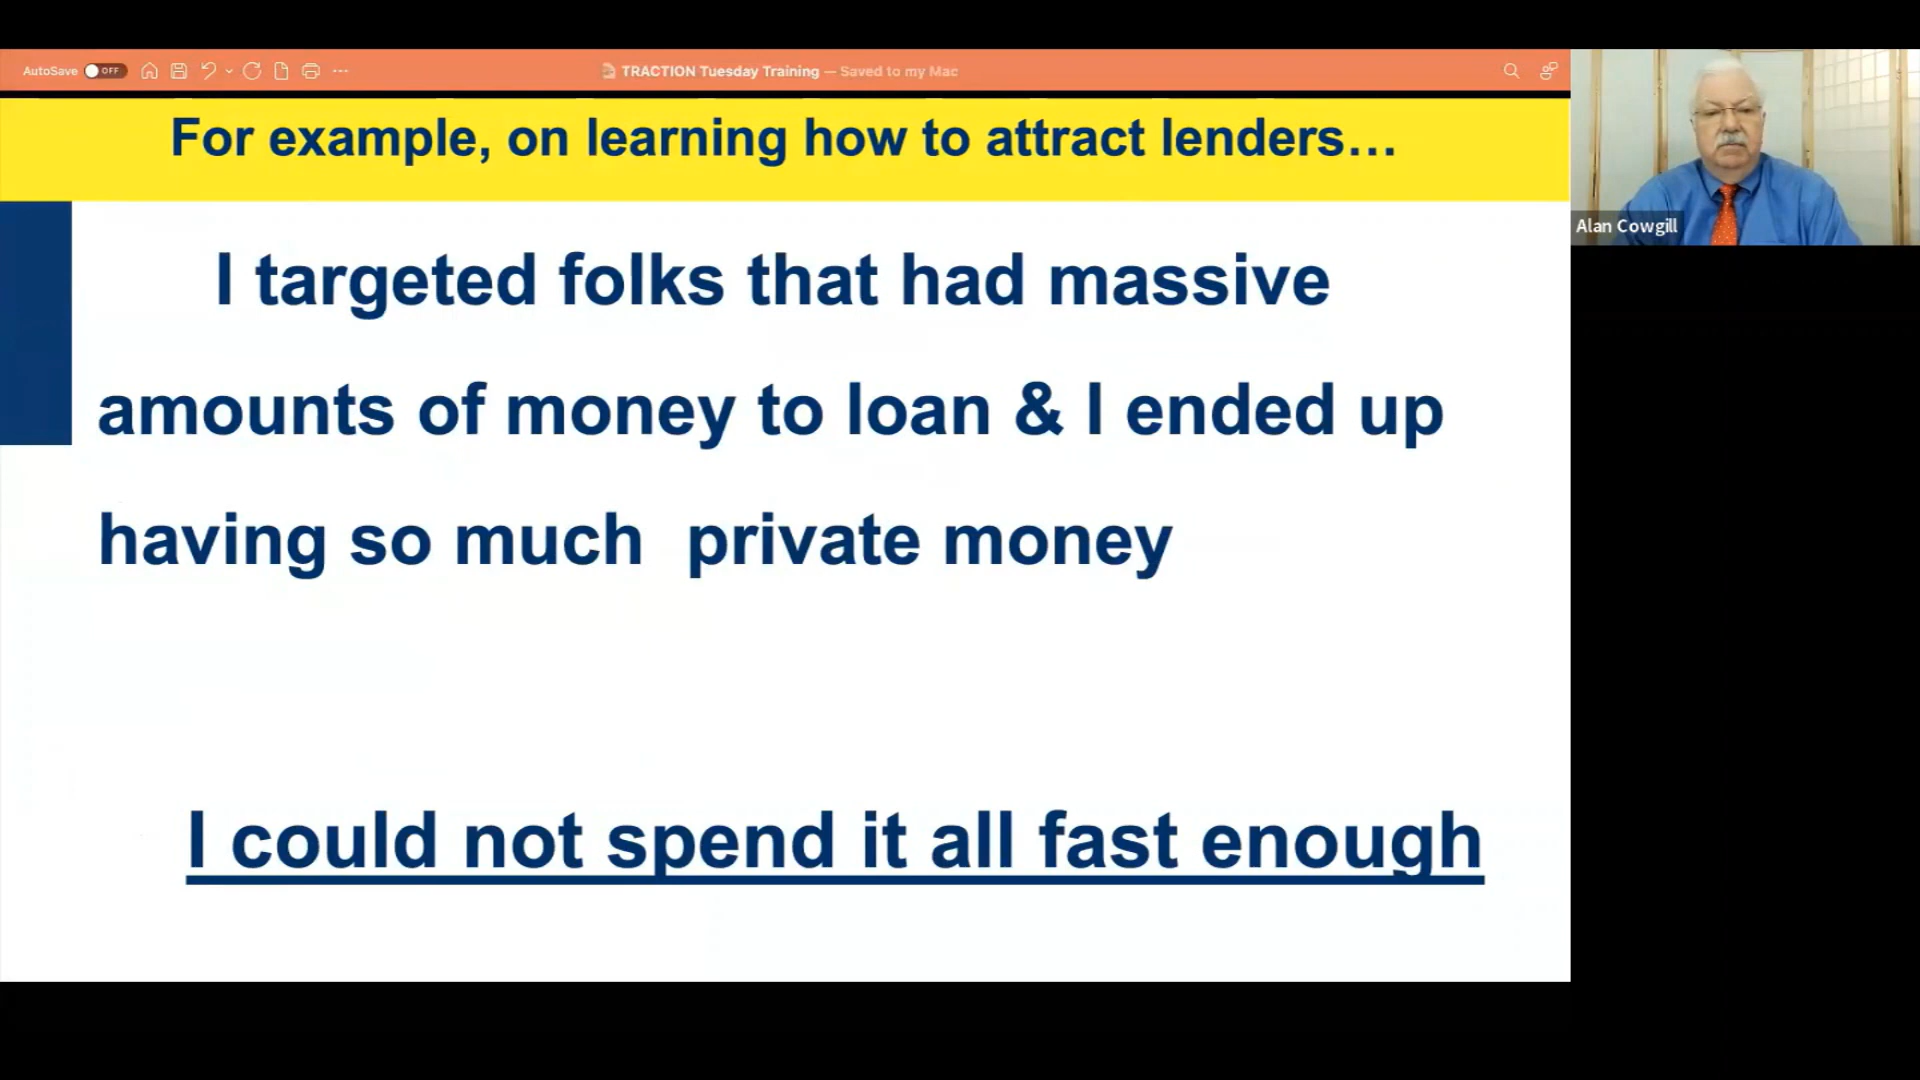 AutoSave OFF TRACTION Tuesday Training — Saved to my Mac
For example, on learning how to attract lenders...
Alan Cowgill
I targeted folks that had massive
amounts of money to loan & I ended up
having so much  private money
I could not spend it all fast enough